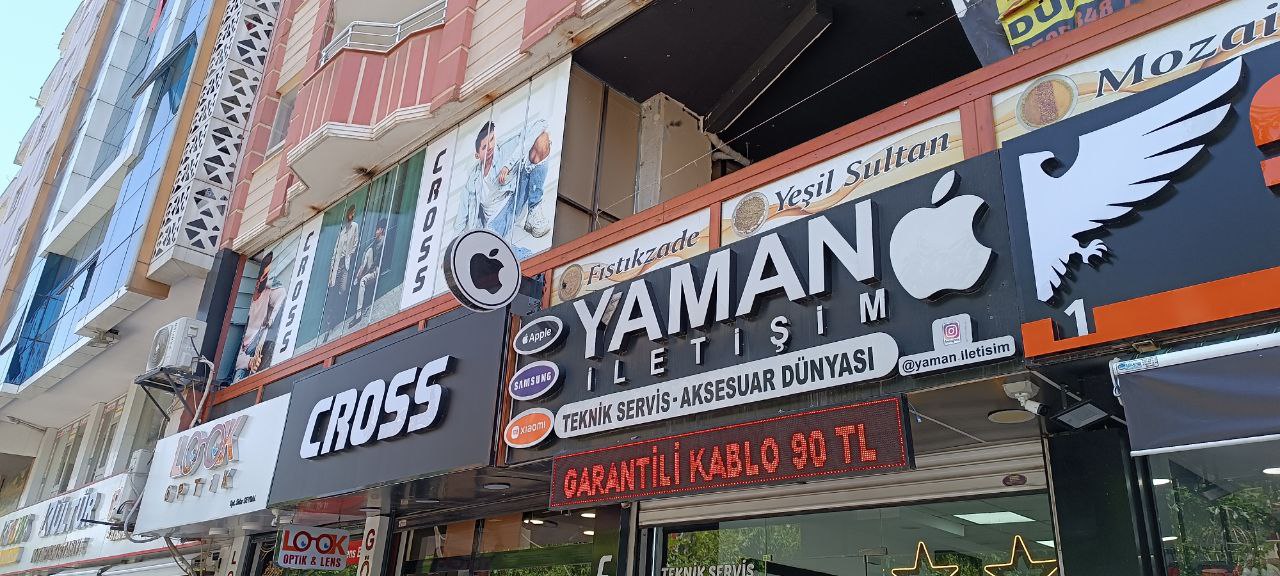 Mozai
Yeşil Sultan
Fıstıkzade
CROSS
CROSS
YAMAN
İLETİŞİM
Apple
SAMSUNG
xiaomi
TEKNİK SERVİS - AKSESUAR DÜNYASI
@yaman.iletisim
GARANTİLİ KABLO 90 TL
1
CROSS
LOOK
OPTİK
LOOK
OPTİK & LENS
TEKNİK SERVİS